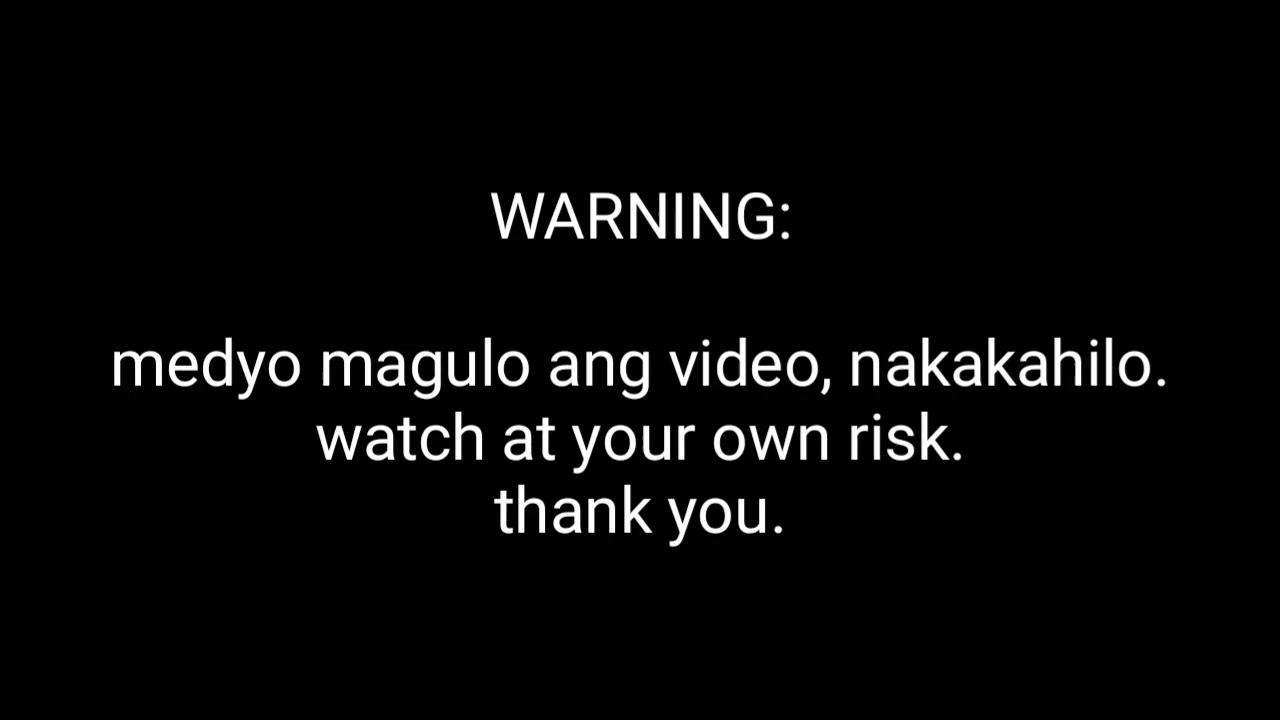 WARNING:
medyo magulo ang video, nakakahilo.
watch at your own risk.
thank you.